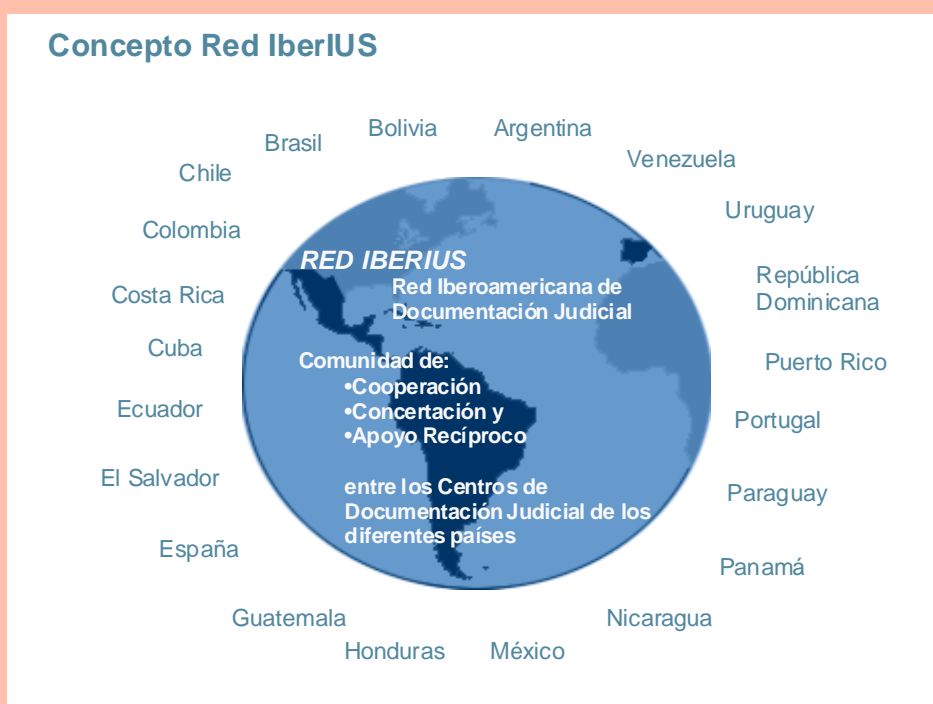 Concepto Red IberIUS
Bolivia
Argentina
Brasil
Venezuela
Chile
Uruguay
Colombia
RED IBERIUS
Red Iberoamericana de
Documentación Judicial
República
Dominicana
Costa Rica
Cuba
Puerto Rico
Comunidad de:
•Cooperación
•Concertación y
•Apoyo Recíproco
Ecuador
Portugal
El Salvador
Paraguay
entre los Centros de
Documentación Judicial de los
diferentes países
España
Panamá
Guatemala
Nicaragua
Honduras
México